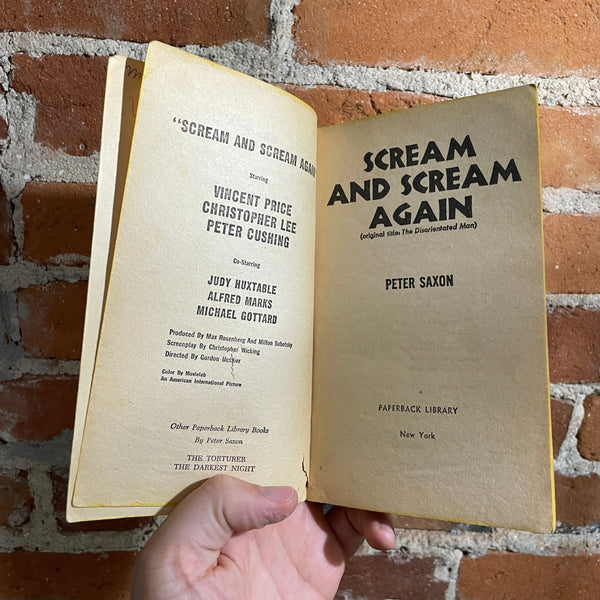 "SCREAM AND SCREAM AGAIN
Starring
VINCENT PRICE
CHRISTOPHER LEE
PETER CUSHING
Co-Starring
JUDY HUXTABLE
ALFRED MARKS
MICHAEL GOTTARD
Produced By Max Rosenberg And Milton Subotsky
Screenplay By Christopher Wicking
Directed By Gordon Hessler
Color By Movielab
An American International Picture
Other Paperback Library Books
By Peter Saxon
THE TORTURER
THE DARKEST NIGHT
SCREAM
AND SCREAM
AGAIN
(original title: The Disorientated Man)
PETER SAXON
PAPERBACK LIBRARY
New York